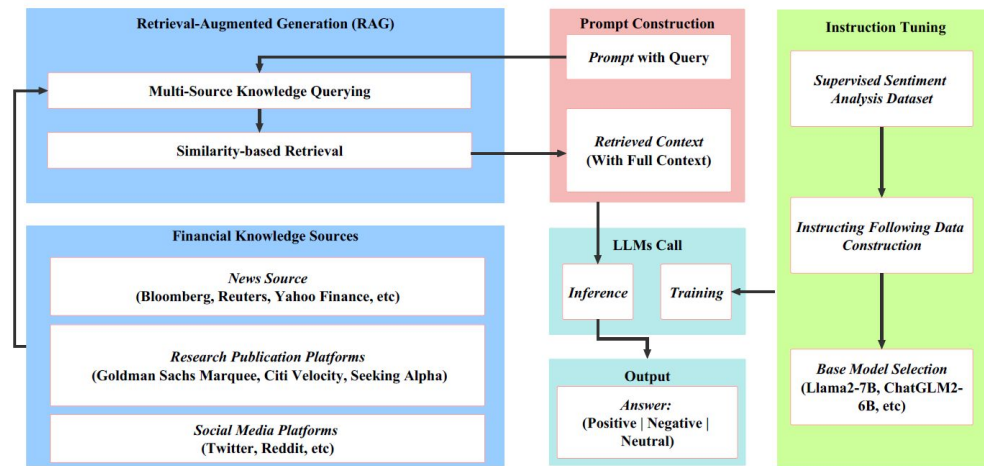 Retrieval-Augmented Generation (RAG)
Multi-Source Knowledge Querying
Similarity-based Retrieval
Financial Knowledge Sources
News Source
(Bloomberg, Reuters, Yahoo Finance, etc)
Research Publication Platforms
(Goldman Sachs Marquee, Citi Velocity, Seeking Alpha)
Social Media Platforms
(Twitter, Reddit, etc)
Prompt Construction
Prompt with Query
Retrieved Context
(With Full Context)
LLMs Call
Inference
Training
Output
Answer:
(Positive | Negative |
Neutral)
Instruction Tuning
Supervised Sentiment
Analysis Dataset
Instructing Following Data
Construction
Base Model Selection
(Llama2-7B, ChatGLM2-
6B, etc)